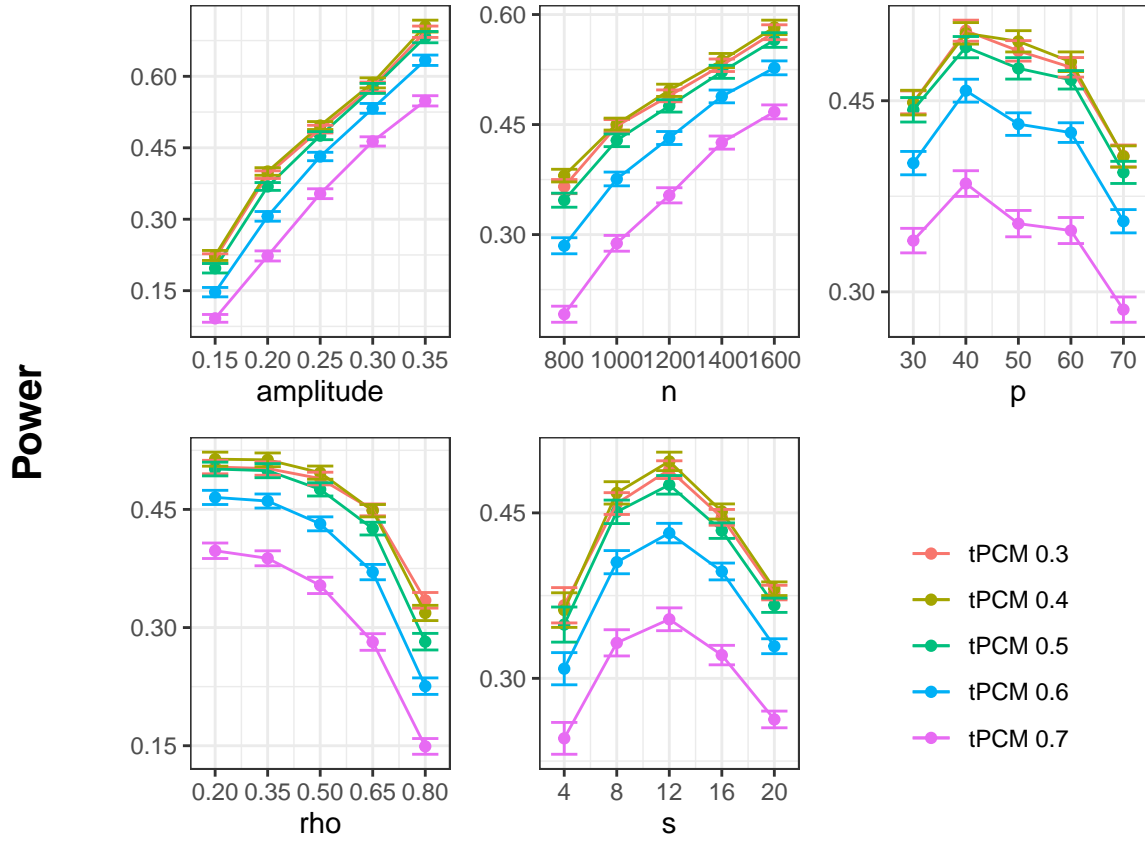 Power
0.60
0.45
0.30
0.15
0.15 0.20 0.25 0.30 0.35
amplitude
0.60
0.45
0.30
800 1000 1200 1400 1600
n
0.45
0.30
30 40 50 60 70
p
0.45
0.30
0.15
0.20 0.35 0.50 0.65 0.80
rho
0.45
0.30
4 8 12 16 20
s
tPCM 0.3
tPCM 0.4
tPCM 0.5
tPCM 0.6
tPCM 0.7